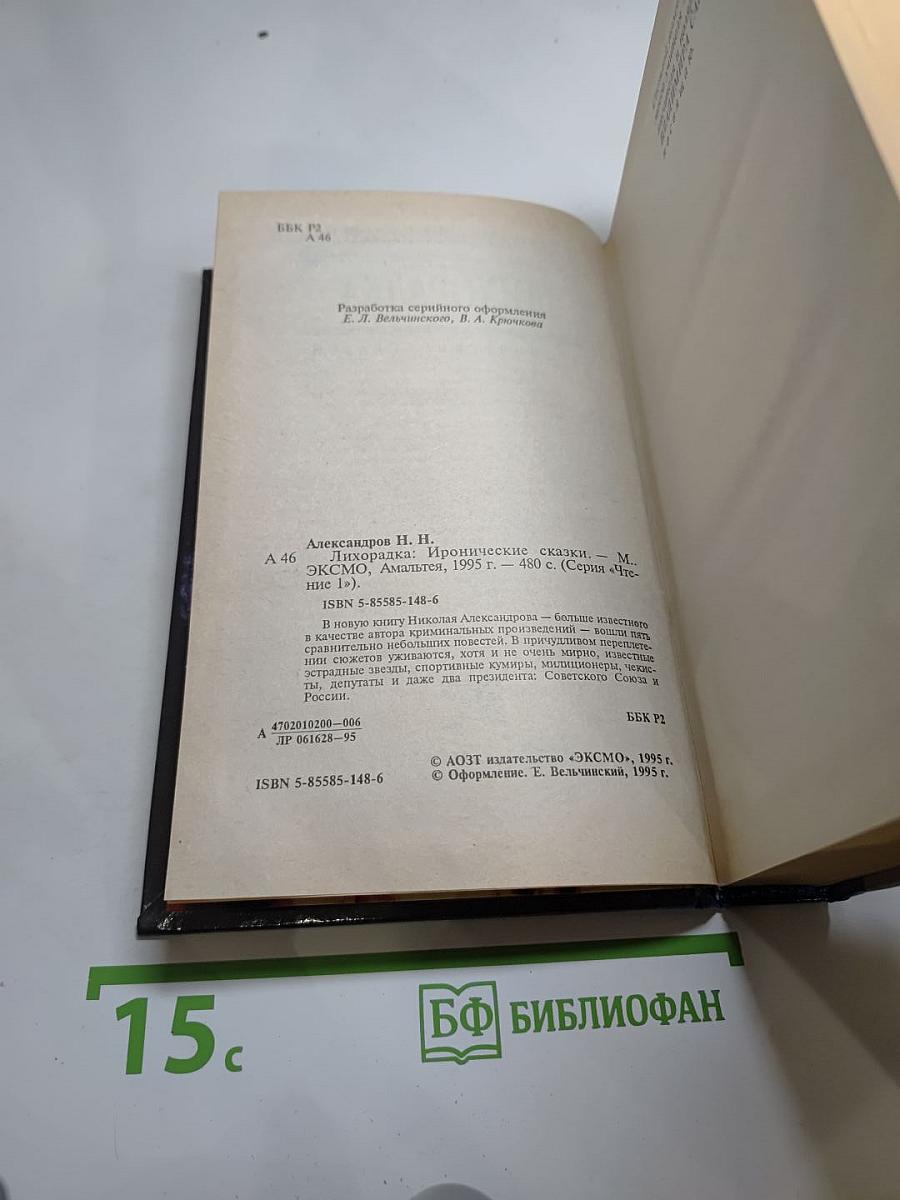 ББК Р2
А 46
Разработка серийного оформления
Е. Л. Вельчинского, В. А. Крючкова
Александров Н. Н.
А 46 Лихорадка: Иронические сказки. — М..
ЭКСМО, Амальтея, 1995 г. — 480 с. (Серия «Чте-
ние 1»).
ISBN 5-85585-148-6
В новую книгу Николая Александрова — больше известного
в качестве автора криминальных произведений — вошли пять
сравнительно небольших повестей. В причудливом переплете-
нии сюжетов уживаются, хотя и не очень мирно, известные
эстрадные звезды, спортивные кумиры, милиционеры, чекис-
ты, депутаты и даже два президента: Советского Союза и
России.
А 4702010200—006
ЛР 061628—95
ББК Р2
© АОЗТ издательство «ЭКСМО», 1995 г.
© Оформление. Е. Вельчинский, 1995 г.
ISBN 5-85585-148-6
15 с
БФ БИБЛИОФАН